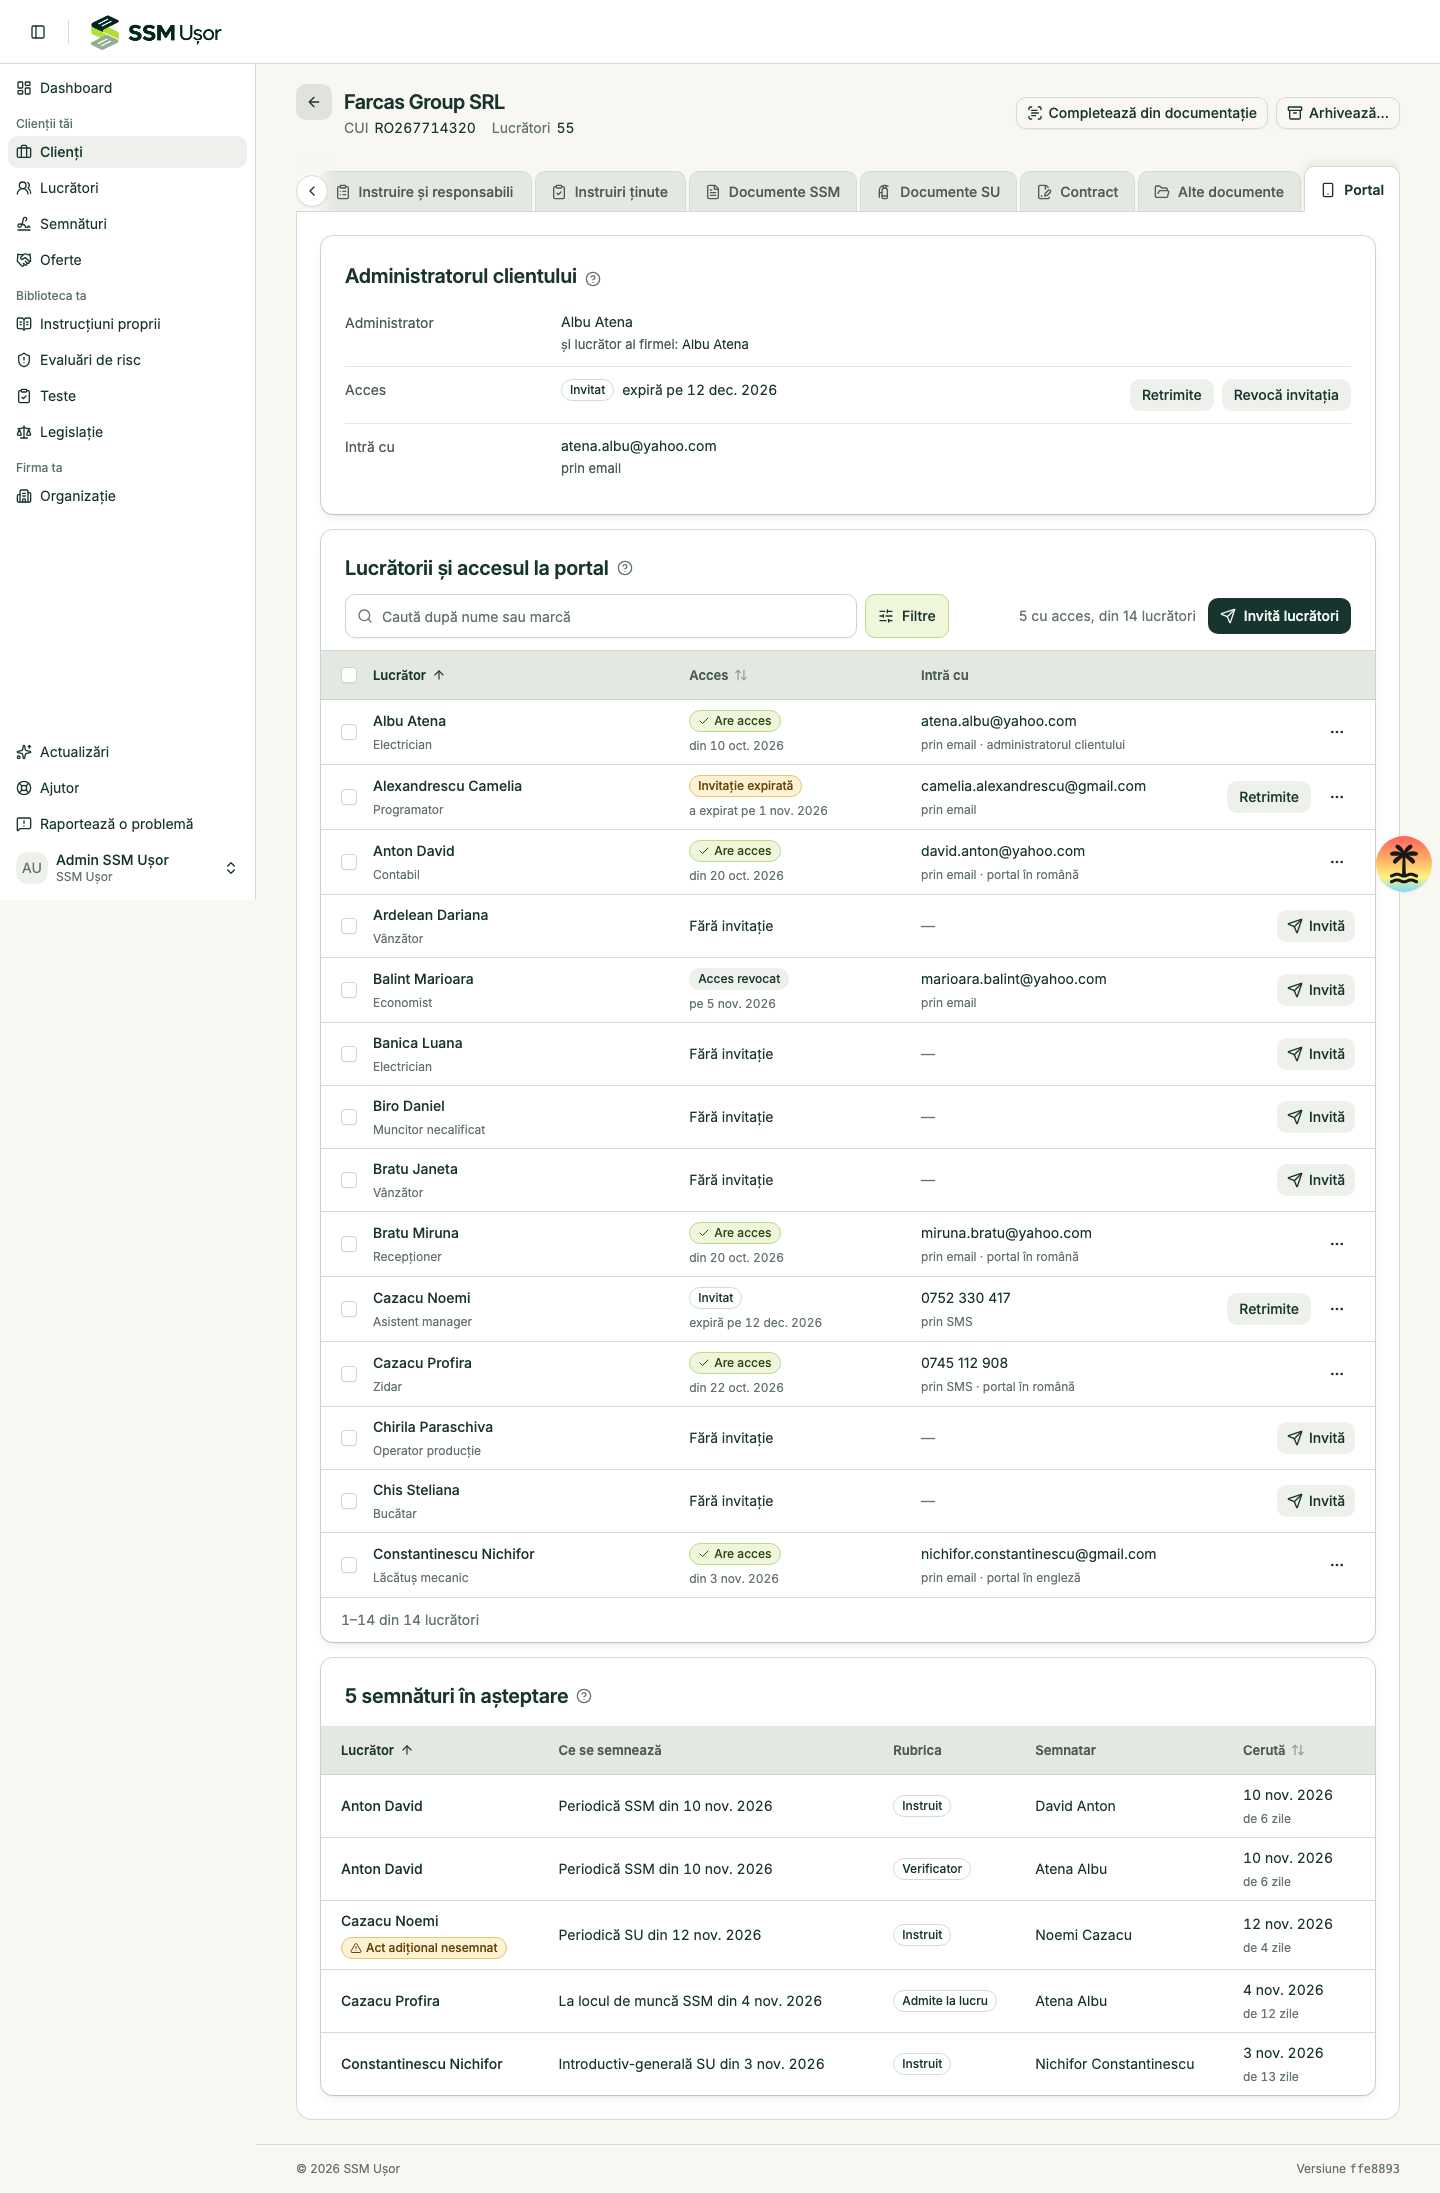 SSM Ușor
Dashboard
Clienții tăi
Clienți
Lucrători
Semnături
Oferte
Biblioteca ta
Instrucțiuni proprii
Evaluări de risc
Teste
Legislație
Firma ta
Organizație
Actualizări
Ajutor
Raportează o problemă
AU
Admin SSM Ușor
SSM Ușor
Farcas Group SRL
CUI RO267714320 Lucrători 55
Completează din documentație
Arhivează...
Instruire și responsabili
Instruiri ținute
Documente SSM
Documente SU
Contract
Alte documente
Portal
Administratorul clientului
Administrator
Albu Atena
și lucrător al firmei: Albu Atena
Acces
Invitat expiră pe 12 dec. 2026
Retrimite
Revocă invitația
Intră cu
atena.albu@yahoo.com
prin email
Lucrătorii și accesul la portal
Caută după nume sau marcă
Filtre
5 cu acces, din 14 lucrători
Invită lucrători
Lucrător Acces Intră cu
Albu Atena Are acces atena.albu@yahoo.com
Electrician din 10 oct. 2026 prin email · administratorul clientului
Alexandrescu Camelia Invitație expirată camelia.alexandrescu@gmail.com Retrimite
Programator a expirat pe 1 nov. 2026 prin email
Anton David Are acces david.anton@yahoo.com
Contabil din 20 oct. 2026 prin email · portal în română
Ardelean Dariana Fără invitație — Invită
Vânzător
Balint Marioara Acces revocat marioara.balint@yahoo.com Invită
Economist pe 5 nov. 2026 prin email
Banica Luana Fără invitație — Invită
Electrician
Biro Daniel Fără invitație — Invită
Muncitor necalificat
Bratu Janeta Fără invitație — Invită
Vânzător
Bratu Miruna Are acces miruna.bratu@yahoo.com
Recepționer din 20 oct. 2026 prin email · portal în română
Cazacu Noemi Invitat 0752 330 417 Retrimite
Asistent manager expiră pe 12 dec. 2026 prin SMS
Cazacu Profira Are acces 0745 112 908
Zidar din 22 oct. 2026 prin SMS · portal în română
Chirila Paraschiva Fără invitație — Invită
Operator producție
Chis Steliana Fără invitație — Invită
Bucătar
Constantinescu Nichifor Are acces nichifor.constantinescu@gmail.com
Lăcătuș mecanic din 3 nov. 2026 prin email · portal în engleză
1–14 din 14 lucrători
5 semnături în așteptare
Lucrător Ce se semnează Rubrica Semnatar Cerută
Anton David Periodică SSM din 10 nov. 2026 Instruit David Anton 10 nov. 2026
de 6 zile
Anton David Periodică SSM din 10 nov. 2026 Verificator Atena Albu 10 nov. 2026
de 6 zile
Cazacu Noemi Periodică SU din 12 nov. 2026 Instruit Noemi Cazacu 12 nov. 2026
Act adițional nesemnat de 4 zile
Cazacu Profira La locul de muncă SSM din 4 nov. 2026 Admite la lucru Atena Albu 4 nov. 2026
de 12 zile
Constantinescu Nichifor Introductiv-generală SU din 3 nov. 2026 Instruit Nichifor Constantinescu 3 nov. 2026
de 13 zile
© 2026 SSM Ușor
Versiune ffe8893